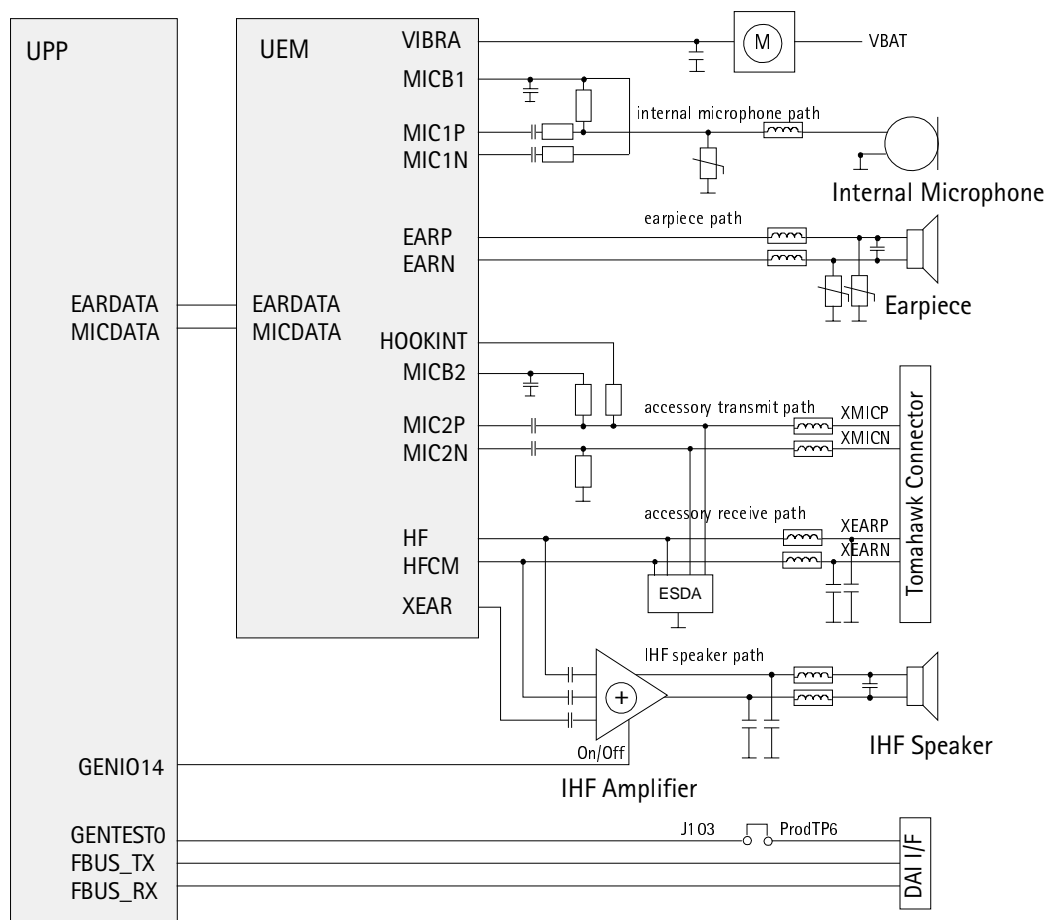 UPP
UEM
VIBRA
M
VBAT
MICB1
internal microphone path
MIC1P
MIC1N
Internal Microphone
earpiece path
EARP
EARN
Earpiece
EARDATA
MICDATA
EARDATA
MICDATA
HOOKINT
MICB2
accessory transmit path
XMICP
MIC2P
XMICN
MIC2N
Tomahawk Connector
accessory receive path
XEARP
HF
XEARN
HFCM
ESDA
XEAR
IHF speaker path
+
IHF Speaker
On/Off
GENIO14
IHF Amplifier
GENTEST0
J103
ProdTP6
FBUS_TX
FBUS_RX
DAI I/F